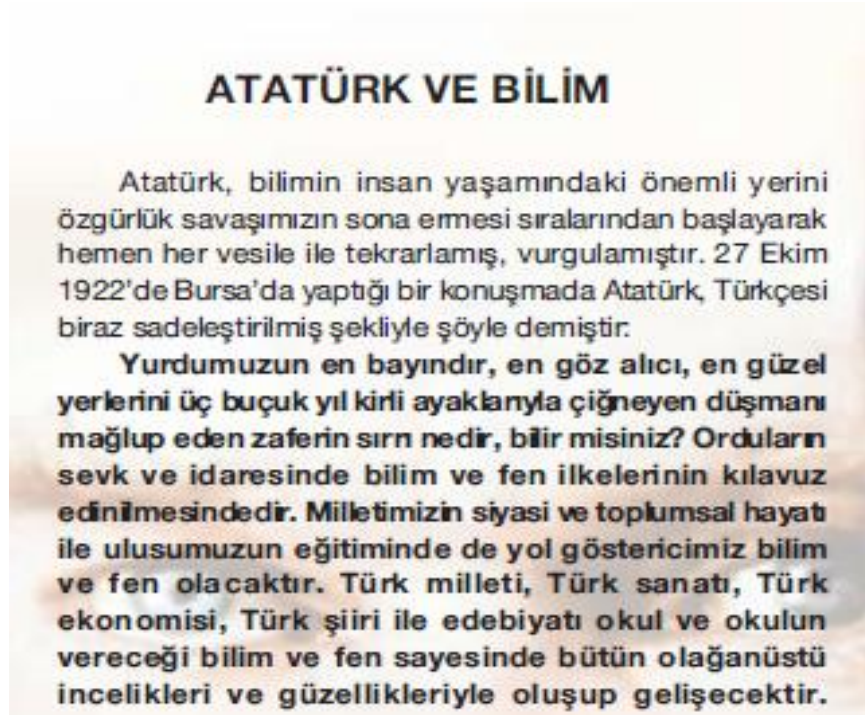 ATATÜRK VE BİLİM
Atatürk, bilimin insan yaşamındaki önemli yerini
özgürlük savaşımızın sona ermesi sıralarından başlayarak
hemen her vesile ile tekrarlamış, vurgulamıştır. 27 Ekim
1922'de Bursa'da yaptığı bir konuşmada Atatürk, Türkçesi
biraz sadeleştirilmiş şekliyle şöyle demiştir:
Yurdumuzun en bayındır, en göz alıcı, en güzel
yerlerini üç buçuk yıl kirli ayaklarıyla çiğneyen düşmanı
mağlup eden zaferin sırrı nedir, bilir misiniz? Orduların
sevk ve idaresinde bilim ve fen ilkelerinin kılavuz
edinilmesindedir. Milletimizin siyasi ve toplumsal hayatı
ile ulusumuzun eğitiminde de yol göstericimiz bilim
ve fen olacaktır. Türk milleti, Türk sanatı, Türk
ekonomisi, Türk şiiri ile edebiyatı okul ve okulun
vereceği bilim ve fen sayesinde bütün olağanüstü
incelikleri ve güzellikleriyle oluşup gelişecektir.